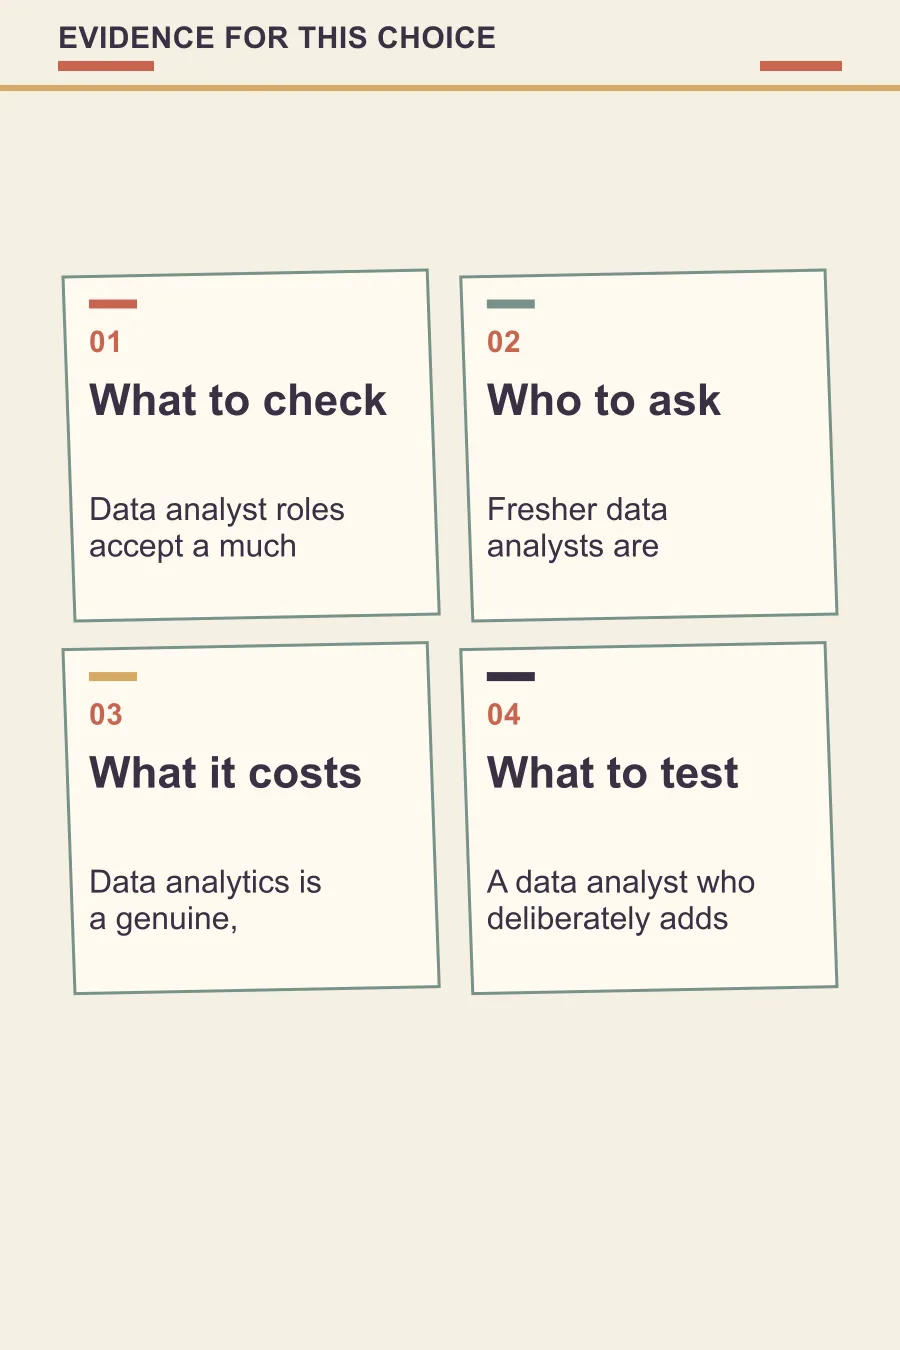 EVIDENCE FOR THIS CHOICE
01
What to check
Data analyst roles
accept a much
02
Who to ask
Fresher data
analysts are
03
What it costs
Data analytics is
a genuine,
04
What to test
A data analyst who
deliberately adds